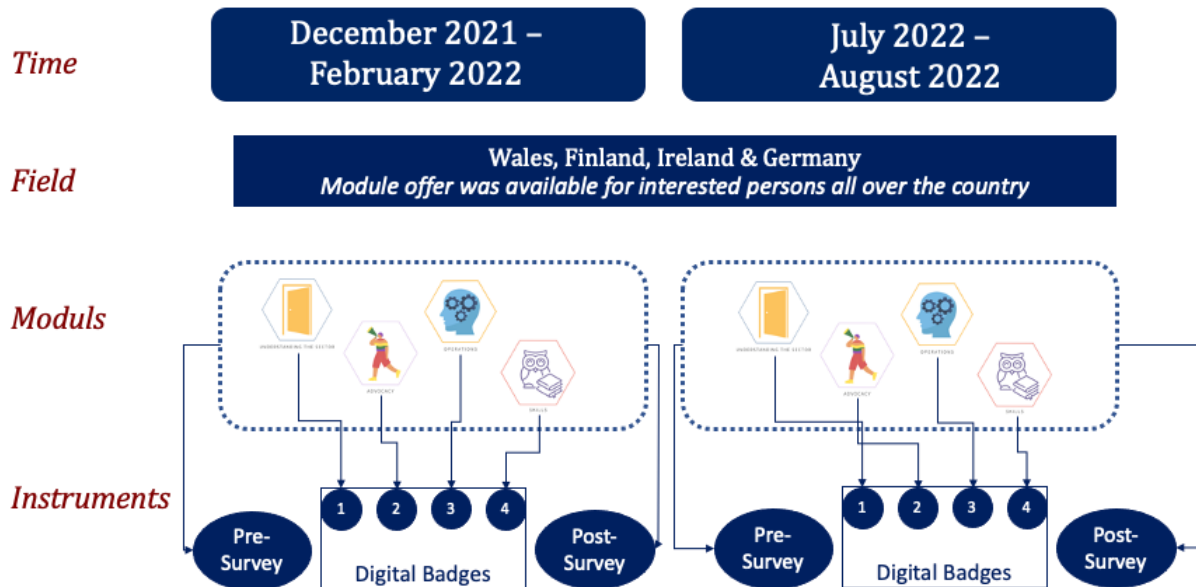 Time
December 2021 –
February 2022
July 2022 –
August 2022
Field
Wales, Finland, Ireland & Germany
Module offer was available for interested persons all over the country
Moduls
UNDERSTANDING THE SECTOR
ADVOCACY
OPERATIONS
SKILLS
UNDERSTANDING THE SECTOR
ADVOCACY
OPERATIONS
SKILLS
Instruments
Pre-
Survey
1 2 3 4
Digital Badges
Post-
Survey
Pre-
Survey
1 2 3 4
Digital Badges
Post-
Survey